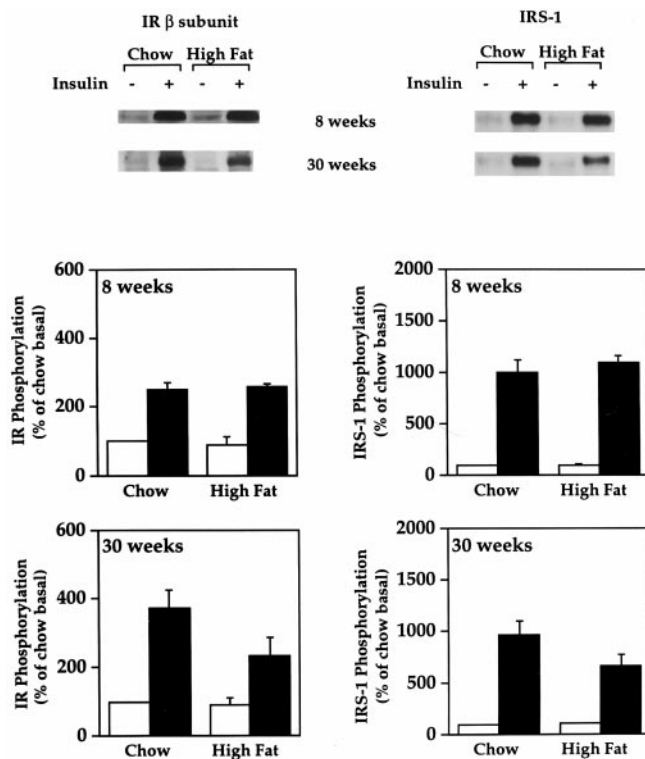 IR β subunit
IRS-1
Chow High Fat
Chow High Fat
Insulin - + - +
- + - +
8 weeks
30 weeks
600
400
200
0
IR Phosphorylation
(% of chow basal)
8 weeks
Chow High Fat
2000
1500
1000
500
0
IRS-1 Phosphorylation
(% of chow basal)
8 weeks
Chow High Fat
600
400
200
0
IR Phosphorylation
(% of chow basal)
30 weeks
Chow High Fat
2000
1500
1000
500
0
IRS-1 Phosphorylation
(% of chow basal)
30 weeks
Chow High Fat